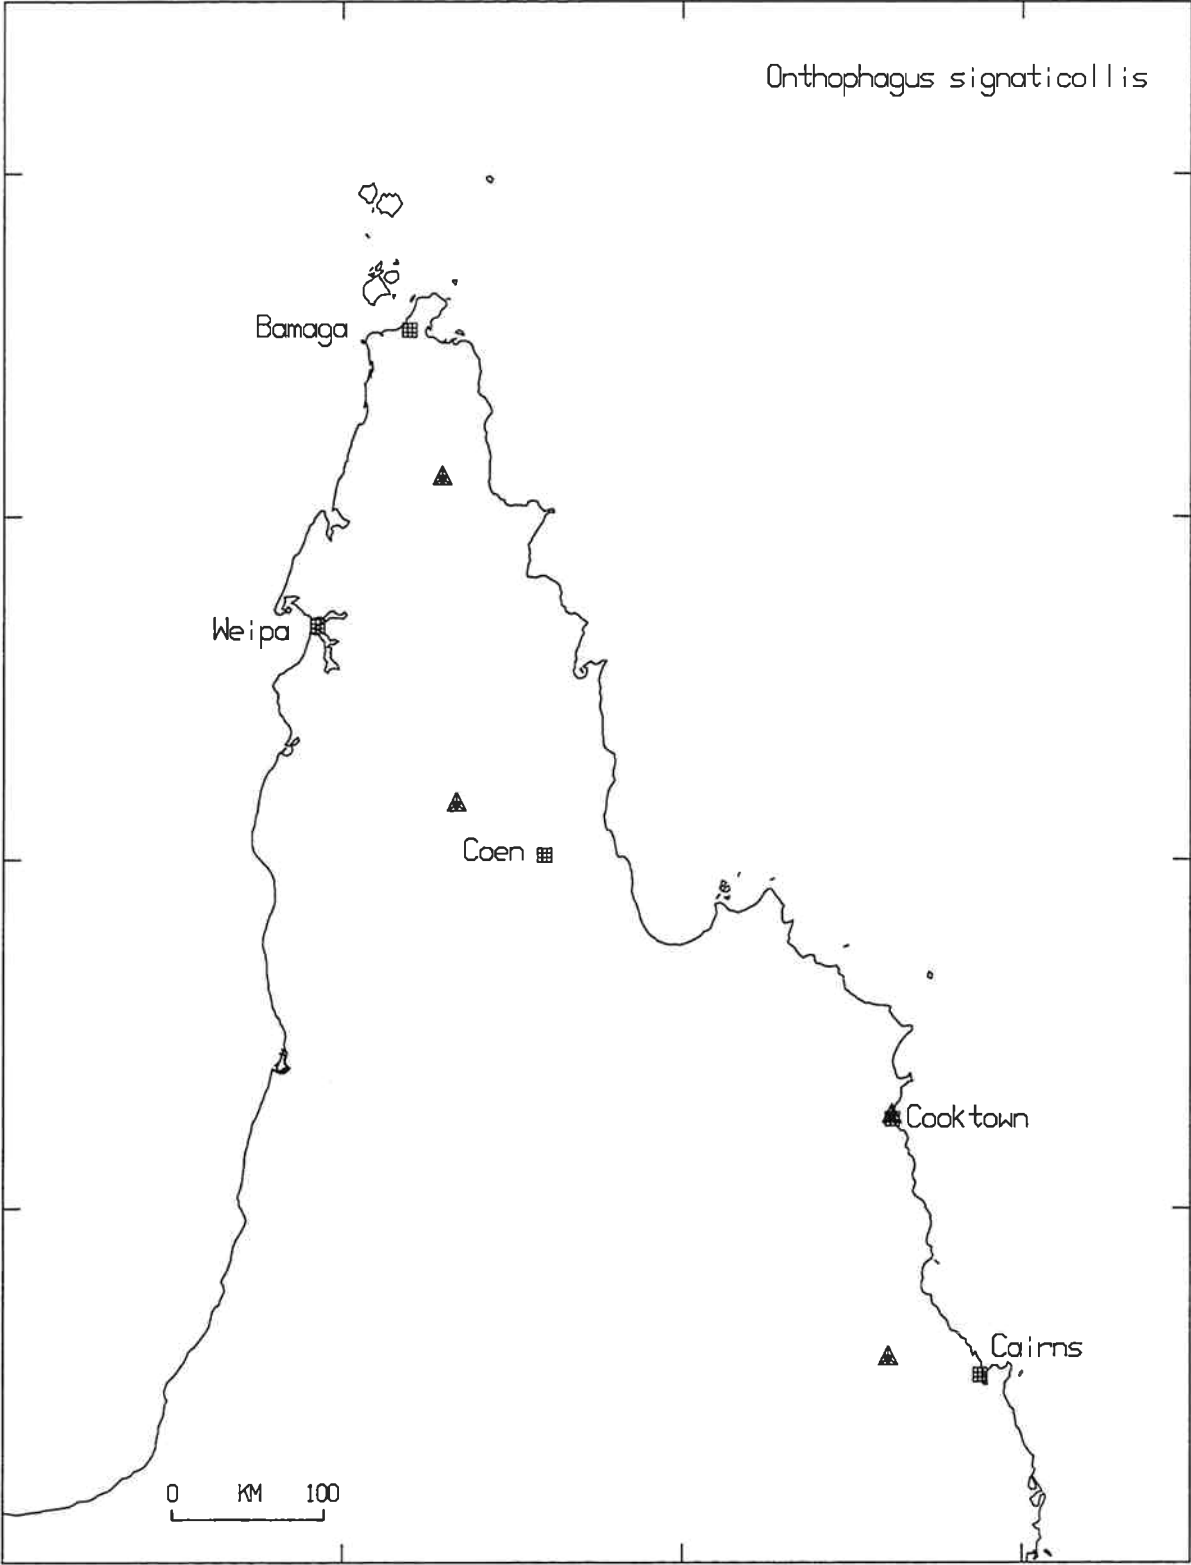 Onthophagus signaticollis
Bamaga
Weipa
Coen
Cooktown
Cairns
0 KM 100